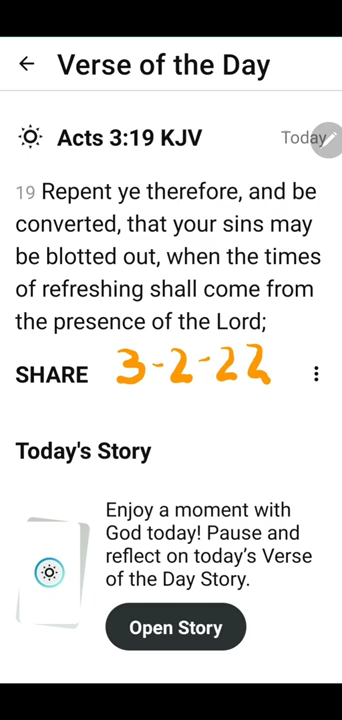 Verse of the Day
Acts 3:19 KJV
Today
19 Repent ye therefore, and be
converted, that your sins may
be blotted out, when the times
of refreshing shall come from
the presence of the Lord;
SHARE 3-2-22
Today's Story
Enjoy a moment with
God today! Pause and
reflect on today’s Verse
of the Day Story.
Open Story